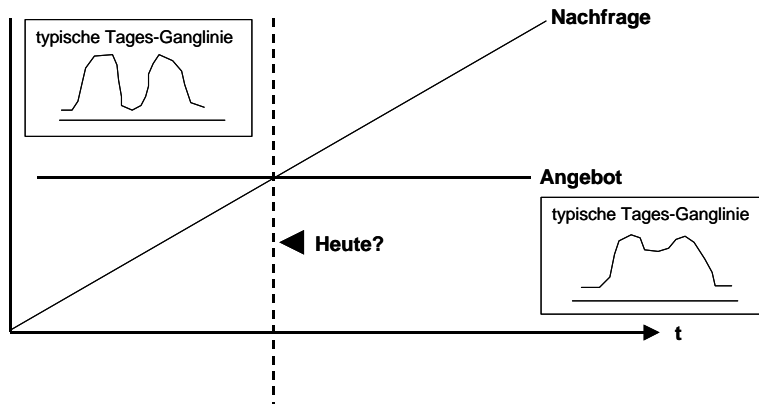 typische Tages-Ganglinie
Nachfrage
Angebot
typische Tages-Ganglinie
Heute?
t